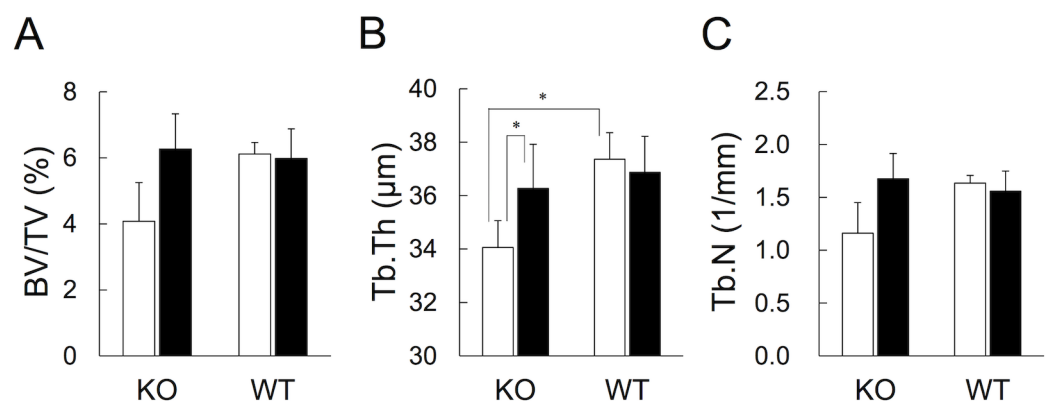 A
BV/TV (%)
8
6
4
2
0
KO WT
B
Tb.Th (μm)
40
38
36
34
32
30
*
*
KO WT
C
Tb.N (1/mm)
2.5
2.0
1.5
1.0
0.5
0.0
KO WT